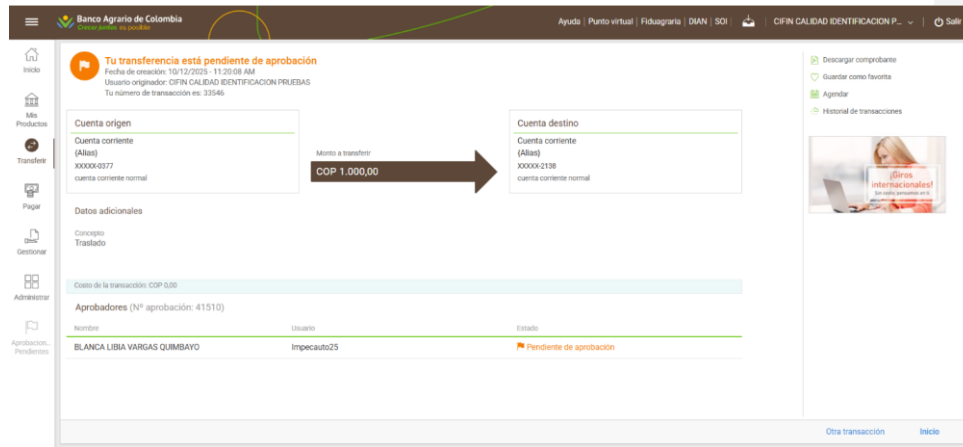 Banco Agrario de Colombia
Crecer juntos es posible
Ayuda | Punto virtual | Fiduagraria | DIAN | SOI |
CIFIN CALIDAD IDENTIFICACION P...
Salir
Inicio
Mis
Productos
Transferir
Pagar
Gestionar
Administrar
Aprobacion...
Pendientes
Tu transferencia está pendiente de aprobación
Fecha de creación: 10/12/2025 - 11:20:08 AM
Usuario originador: CIFIN CALIDAD IDENTIFICACION PRUEBAS
Tu número de transacción es: 33546
Cuenta origen
Cuenta corriente
{Alias}
XXXXX-0377
cuenta corriente normal
Monto a transferir
COP 1.000,00
Cuenta destino
Cuenta corriente
{Alias}
XXXXX-2138
cuenta corriente normal
Datos adicionales
Concepto
Traslado
Costo de la transacción: COP 0,00
Aprobadores (Nº aprobación: 41510)
Nombre Usuario Estado
BLANCA LIBIA VARGAS QUIMBAYO Impecauto25 Pendiente de aprobación
Descargar comprobante
Guardar como favorita
Agendar
Historial de transacciones
¡Giros
internacionales!
Sin costo, pensamos en ti
Otra transacción Inicio